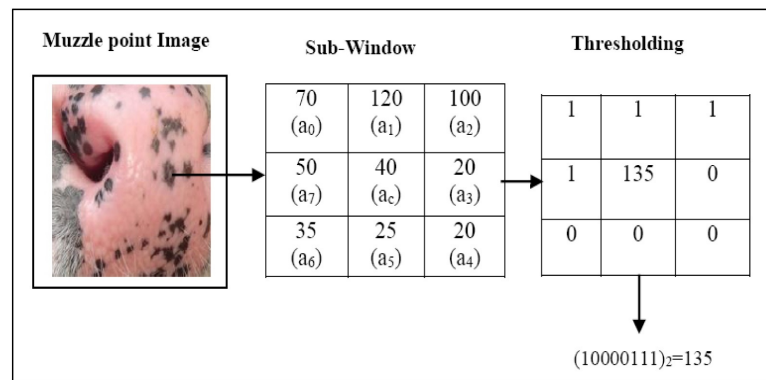 Muzzle point Image
Sub-Window
Thresholding
70 120 100
(a₀) (a₁) (a₂)
50 40 20
(a₇) (a꜀) (a₃)
35 25 20
(a₆) (a₅) (a₄)
1 1 1
1 135 0
0 0 0
(10000111)₂=135